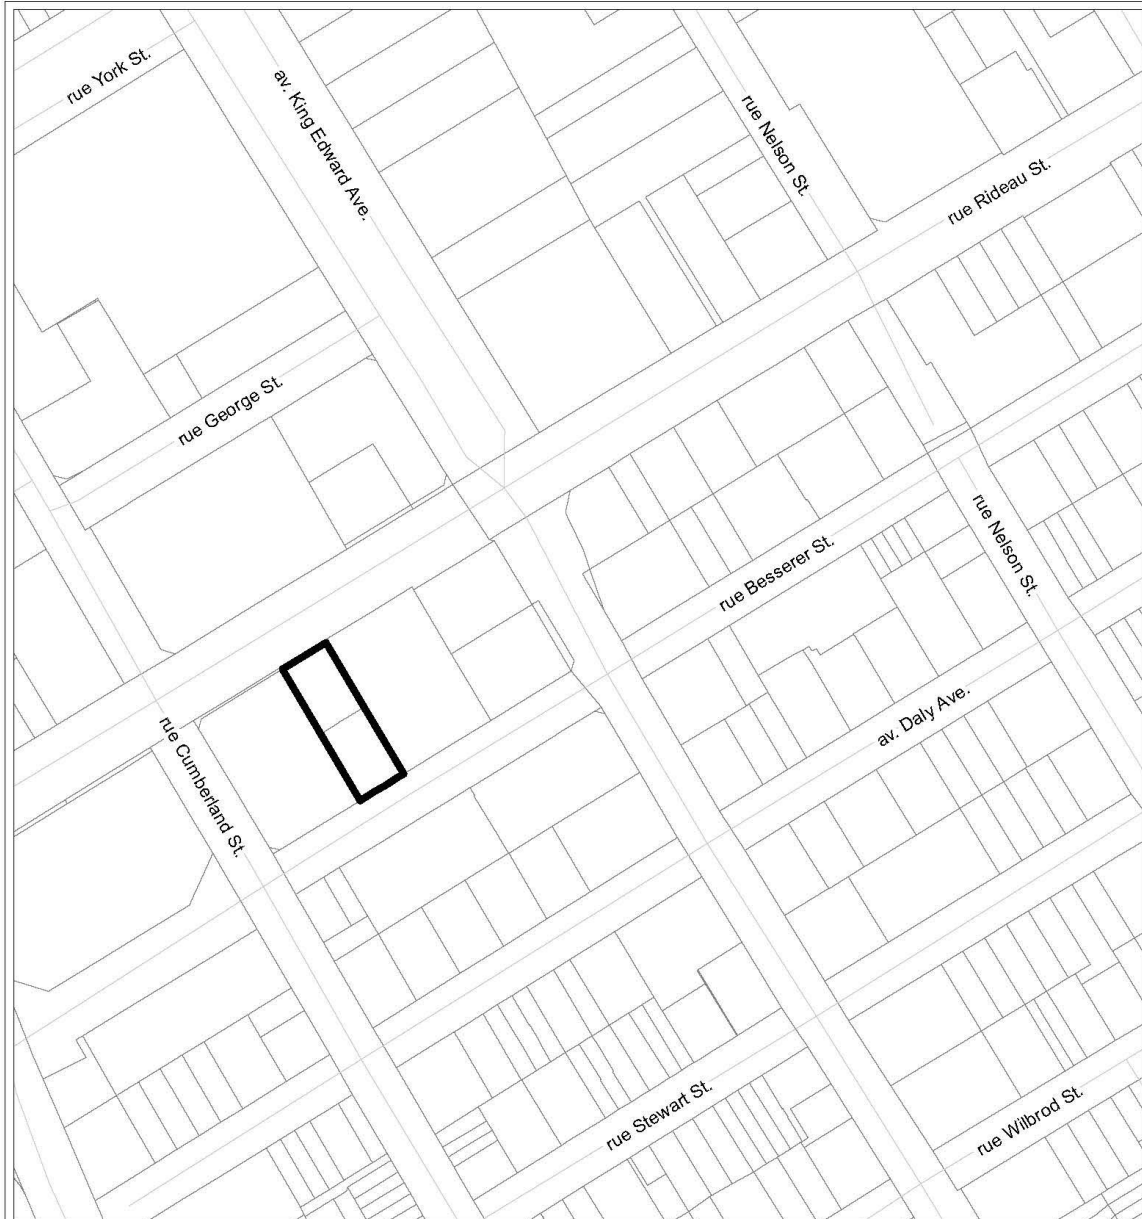 rue York St.
av. King Edward Ave.
rue Nelson St.
rue Rideau St.
rue George St.
rue Nelson St.
rue Besserer St.
av. Daly Ave.
rue Cumberland St.
rue Stewart St.
rue Wilbrod St.